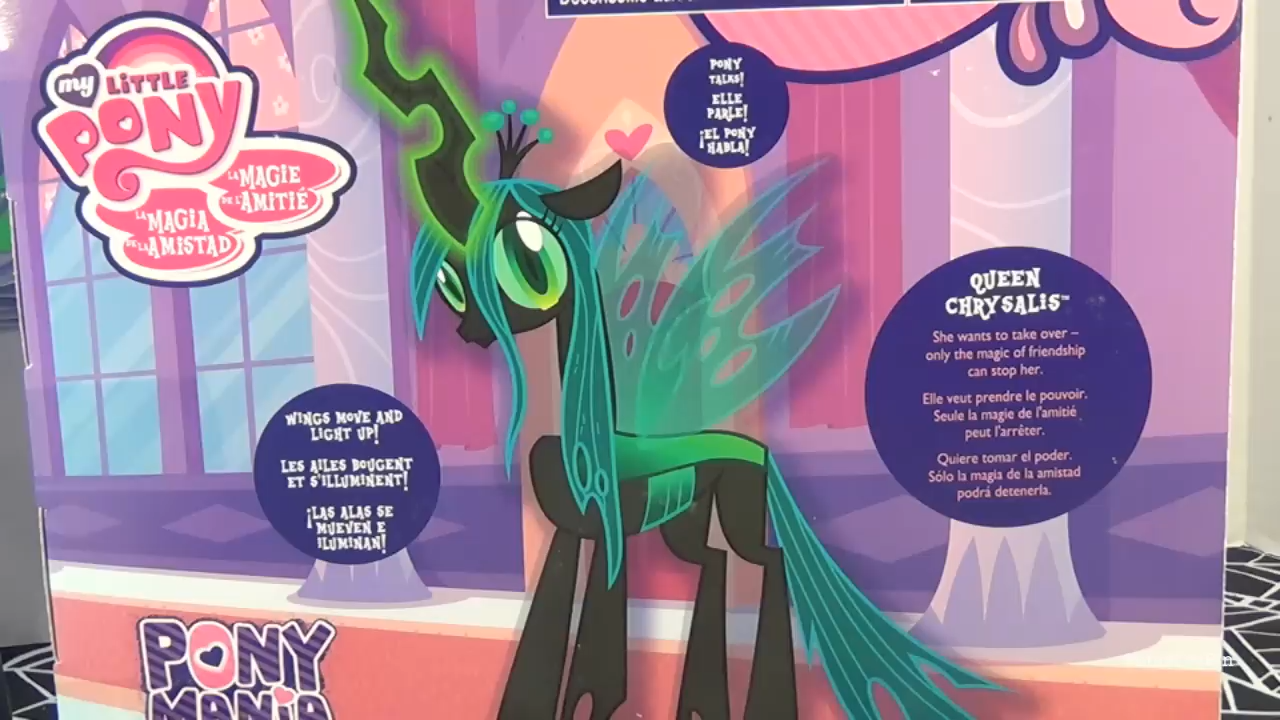 my LITTLE
PONY
LA MAGIE
DE L'AMITIÉ
LA MAGIA
DE LA AMISTAD
PONY
TALKS!
ELLE
PARLE!
¡EL PONY
HABLA!
QUEEN
CHRYSALIS™
She wants to take over –
only the magic of friendship
can stop her.
Elle veut prendre le pouvoir.
Seule la magie de l'amitié
peut l'arrêter.
Quiere tomar el poder.
Sólo la magia de la amistad
podrá detenerla.
WINGS MOVE AND
LIGHT UP!
LES AILES BOUGENT
ET S'ILLUMINENT!
¡LAS ALAS SE
MUEVEN E
ILUMINAN!
PONY
MANIA